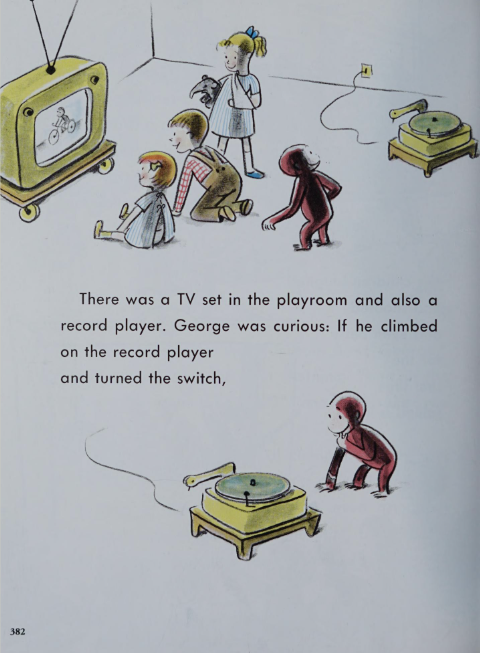 There was a TV set in the playroom and also a
record player. George was curious: If he climbed
on the record player
and turned the switch,
382